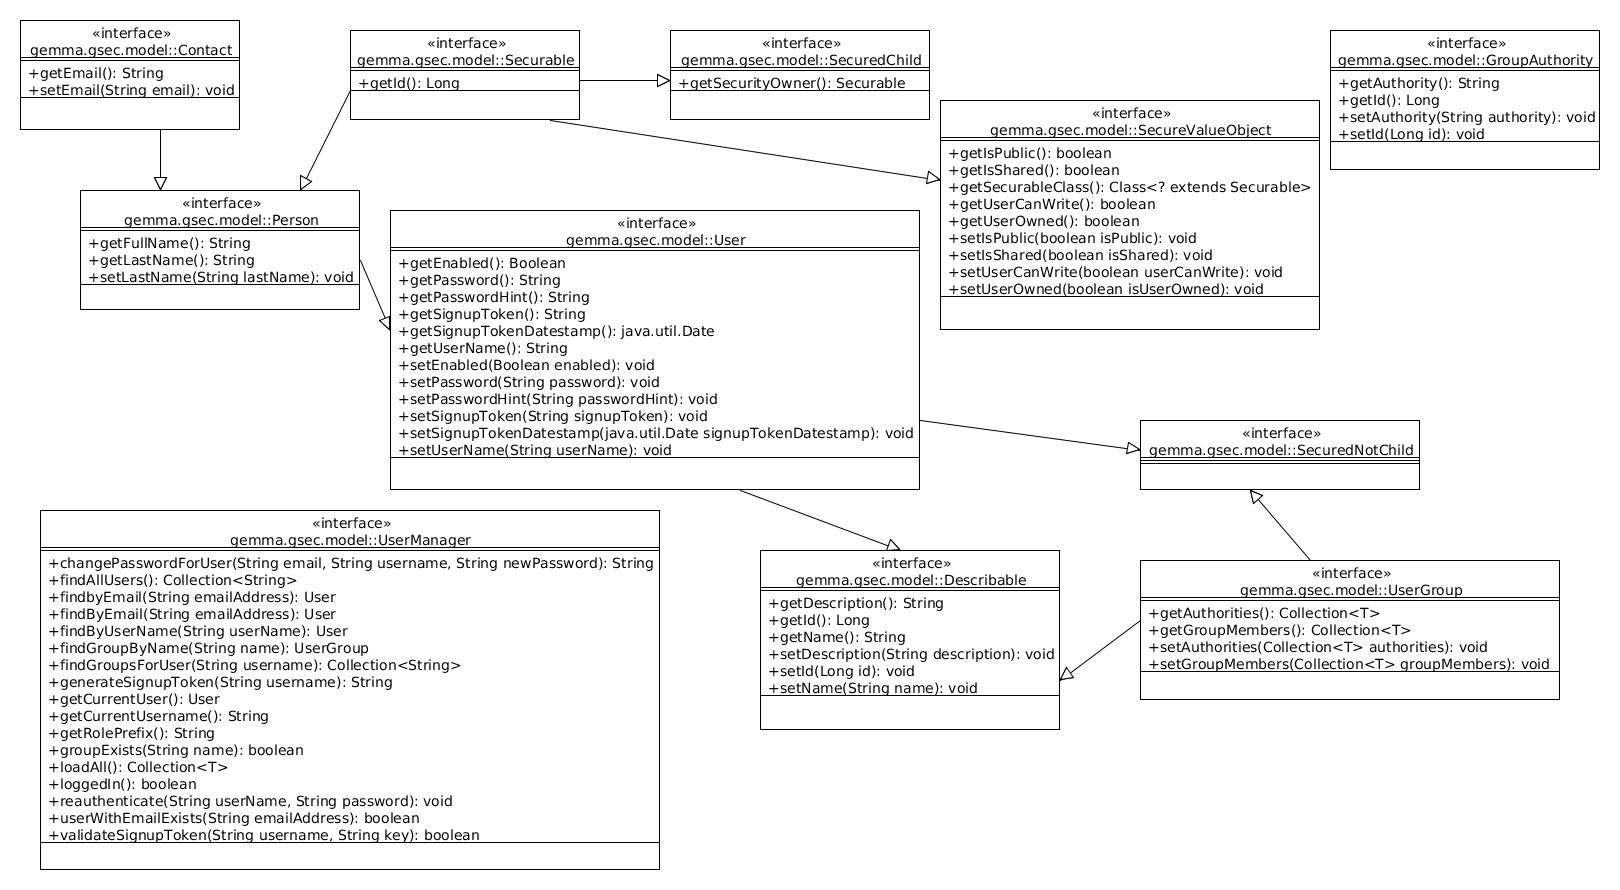 «interface»
gemma.gsec.model::Contact
+getEmail(): String
+setEmail(String email): void
«interface»
gemma.gsec.model::Securable
+getId(): Long
«interface»
gemma.gsec.model::SecuredChild
+getSecurityOwner(): Securable
«interface»
gemma.gsec.model::GroupAuthority
+getAuthority(): String
+getId(): Long
+setAuthority(String authority): void
+setId(Long id): void
«interface»
gemma.gsec.model::SecureValueObject
+getIsPublic(): boolean
+getIsShared(): boolean
+getSecurableClass(): Class<? extends Securable>
+getUserCanWrite(): boolean
+getUserOwned(): boolean
+setIsPublic(boolean isPublic): void
+setIsShared(boolean isShared): void
+setUserCanWrite(boolean userCanWrite): void
+setUserOwned(boolean isUserOwned): void
«interface»
gemma.gsec.model::Person
+getFullName(): String
+getLastName(): String
+setLastName(String lastName): void
«interface»
gemma.gsec.model::User
+getEnabled(): Boolean
+getPassword(): String
+getPasswordHint(): String
+getSignupToken(): String
+getSignupTokenDatestamp(): java.util.Date
+getUserName(): String
+setEnabled(Boolean enabled): void
+setPassword(String password): void
+setPasswordHint(String passwordHint): void
+setSignupToken(String signupToken): void
+setSignupTokenDatestamp(java.util.Date signupTokenDatestamp): void
+setUserName(String userName): void
«interface»
gemma.gsec.model::SecuredNotChild
«interface»
gemma.gsec.model::UserManager
+changePasswordForUser(String email, String username, String newPassword): String
+findAllUsers(): Collection<String>
+findbyEmail(String emailAddress): User
+findByEmail(String emailAddress): User
+findByUserName(String userName): User
+findGroupByName(String name): UserGroup
+findGroupsForUser(String username): Collection<String>
+generateSignupToken(String username): String
+getCurrentUser(): User
+getCurrentUsername(): String
+getRolePrefix(): String
+groupExists(String name): boolean
+loadAll(): Collection<T>
+loggedIn(): boolean
+reauthenticate(String userName, String password): void
+userWithEmailExists(String emailAddress): boolean
+validateSignupToken(String username, String key): boolean
«interface»
gemma.gsec.model::Describable
+getDescription(): String
+getId(): Long
+getName(): String
+setDescription(String description): void
+setId(Long id): void
+setName(String name): void
«interface»
gemma.gsec.model::UserGroup
+getAuthorities(): Collection<T>
+getGroupMembers(): Collection<T>
+setAuthorities(Collection<T> authorities): void
+setGroupMembers(Collection<T> groupMembers): void